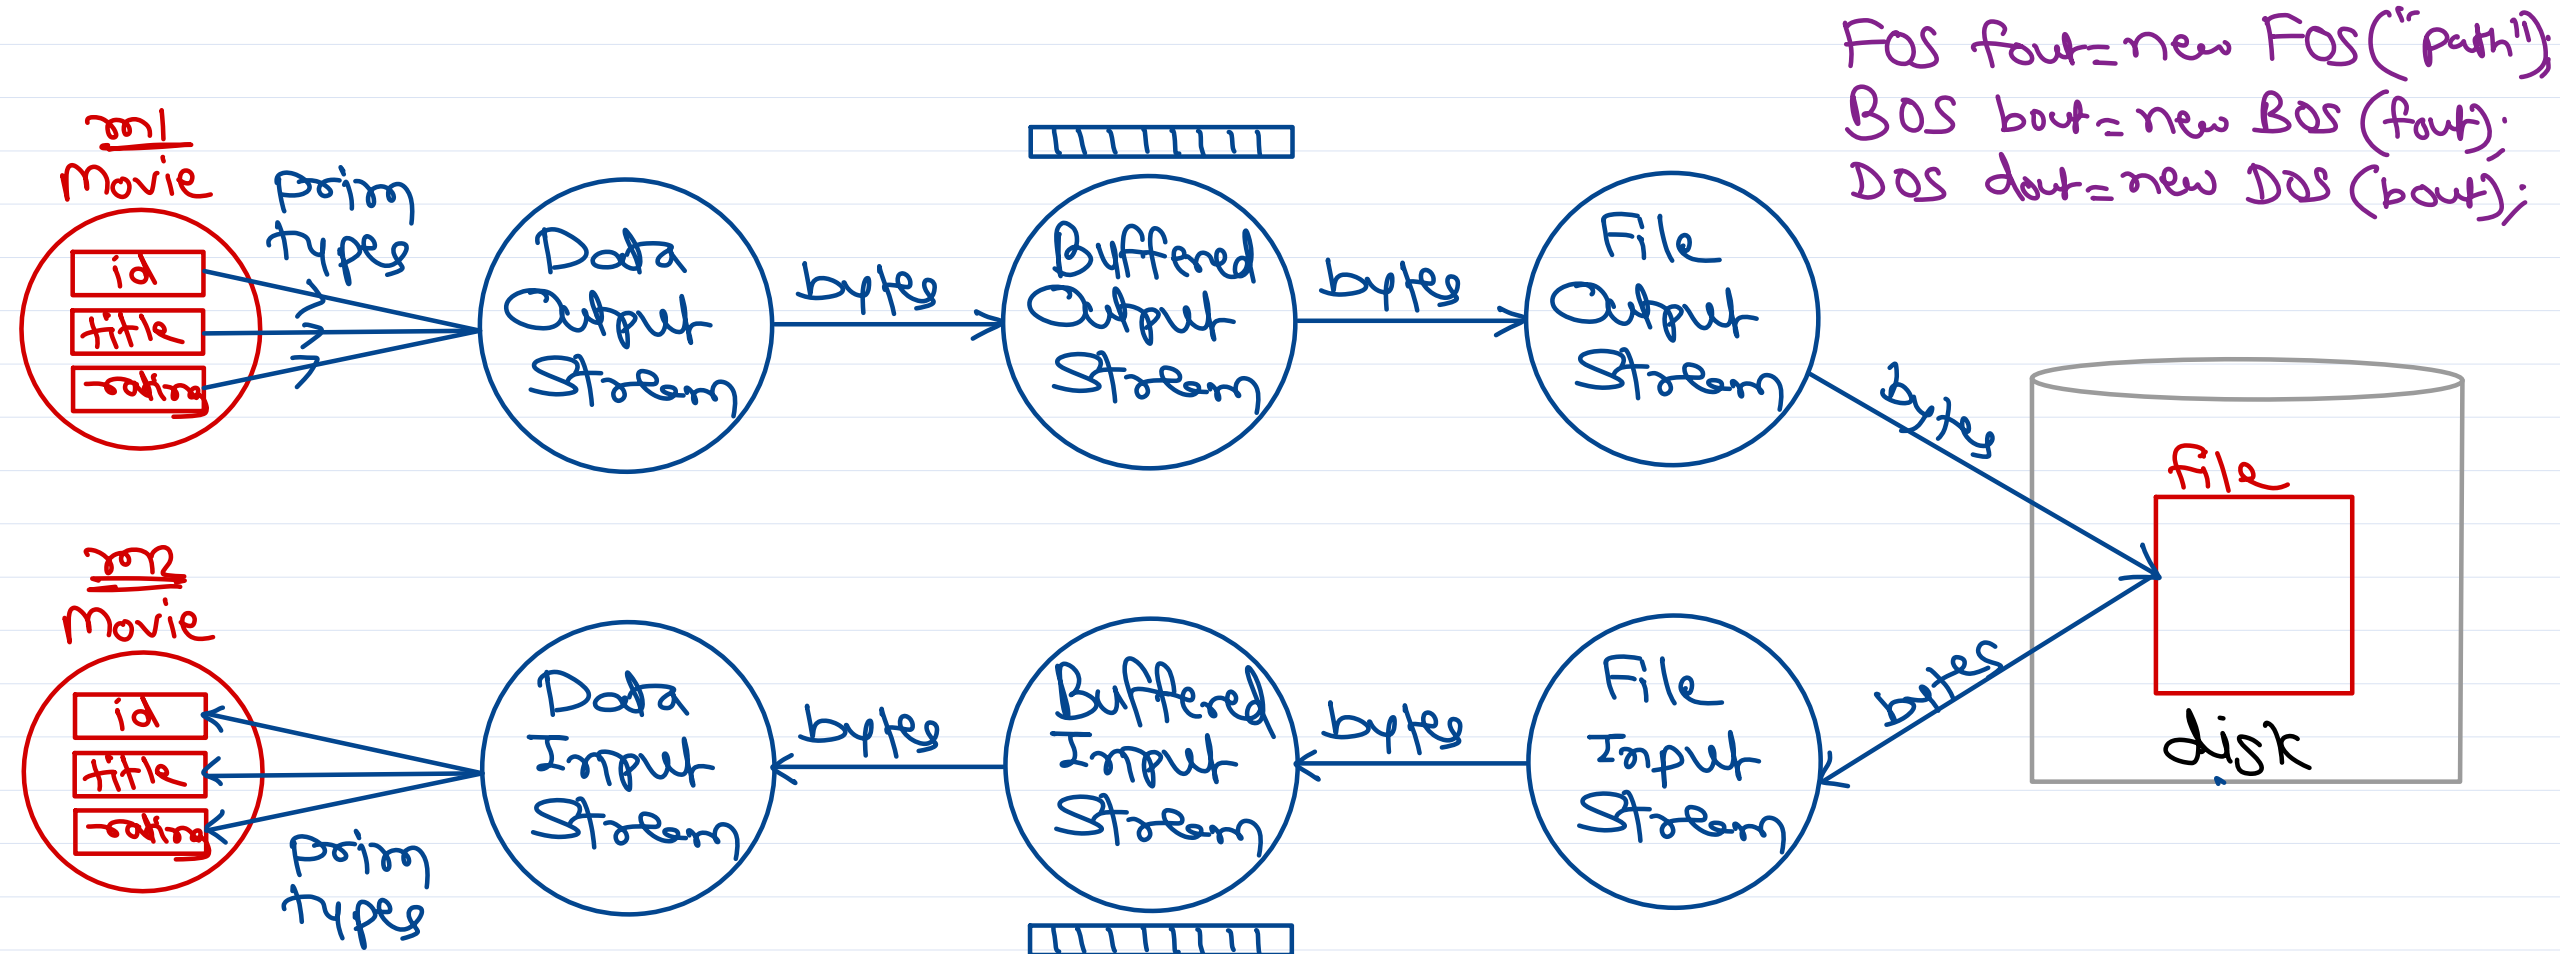 FOS fout = new FOS("path");
BOS bout = new BOS (fout);
DOS dout = new DOS (bout);
m1
Movie
id
title
rating
prim
types
Data
Output
Stream
bytes
Buffered
Output
Stream
bytes
File
Output
Stream
bytes
File
disk
m2
Movie
id
title
rating
prim
types
Data
Input
Stream
bytes
Buffered
Input
Stream
bytes
File
Input
Stream
bytes